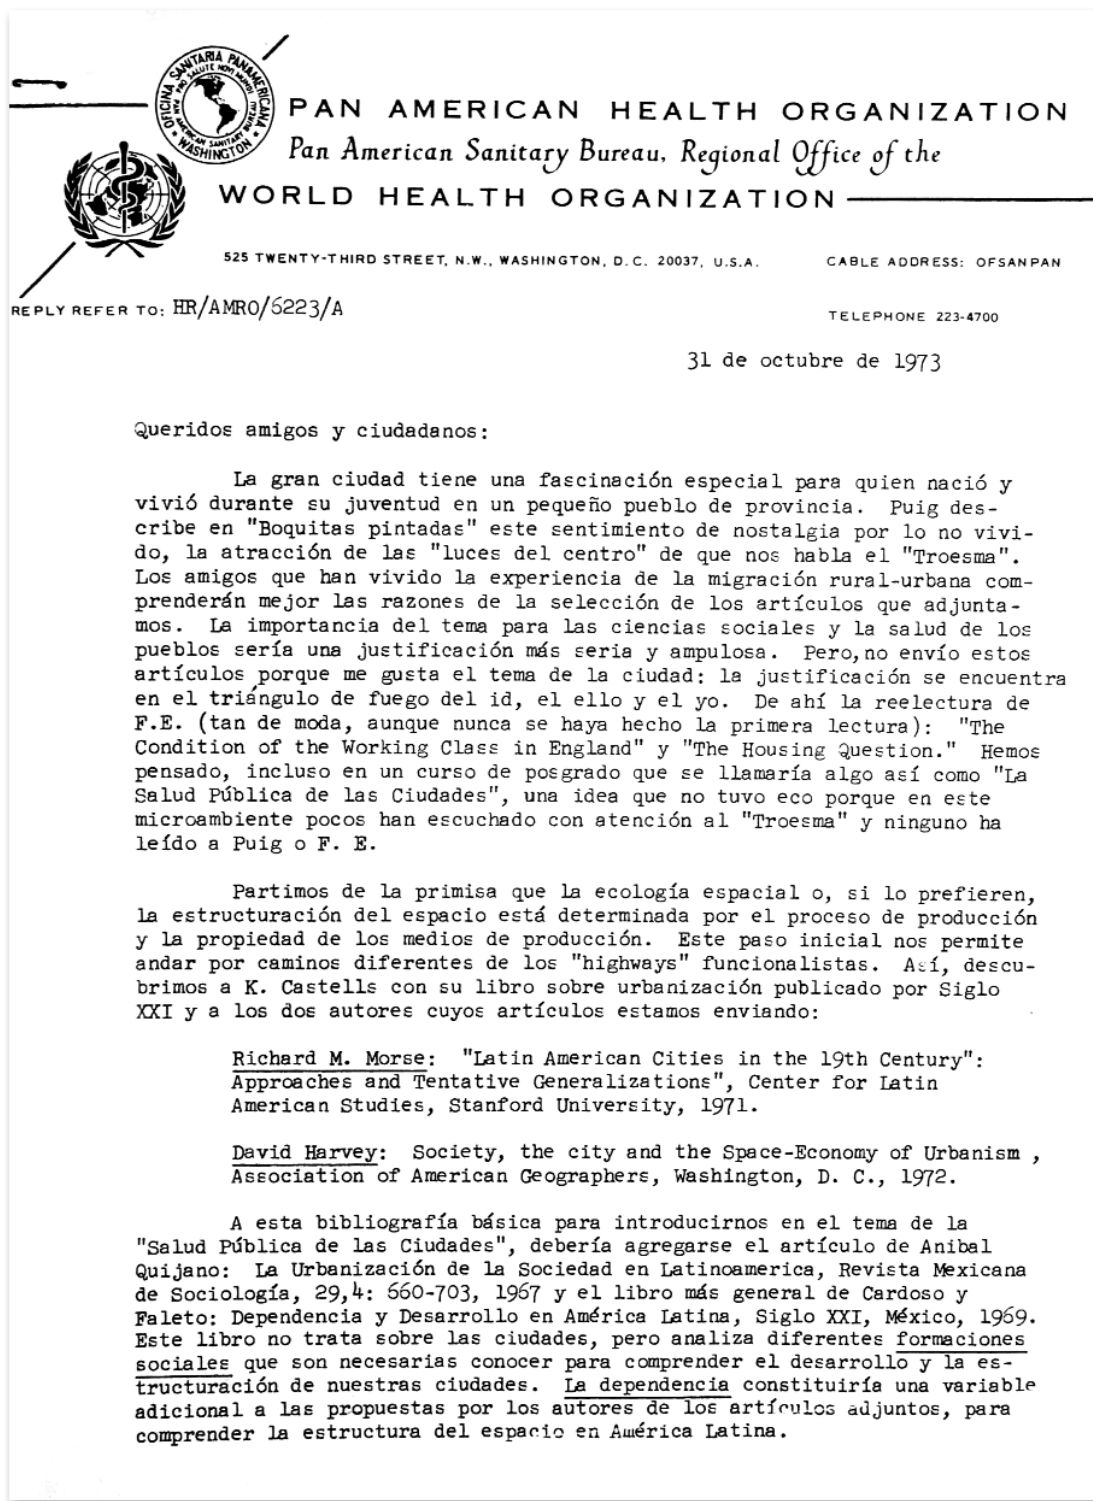 OFICINA SANITARIA PANAMERICANA
PRO SALUTE NOVI MUNDI
PAN AMERICAN SANITARY BUREAU
WASHINGTON
PAN AMERICAN HEALTH ORGANIZATION
Pan American Sanitary Bureau, Regional Office of the
WORLD HEALTH ORGANIZATION
525 TWENTY-THIRD STREET, N.W., WASHINGTON, D.C. 20037, U.S.A.
CABLE ADDRESS: OFSANPAN
REPLY REFER TO: HR/AMRO/6223/A
TELEPHONE 223-4700
31 de octubre de 1973
Queridos amigos y ciudadanos:
La gran ciudad tiene una fascinación especial para quien nació y
vivió durante su juventud en un pequeño pueblo de provincia. Puig des-
cribe en "Boquitas pintadas" este sentimiento de nostalgia por lo no vivi-
do, la atracción de las "luces del centro" de que nos habla el "Troesma".
Los amigos que han vivido la experiencia de la migración rural-urbana com-
prenderán mejor las razones de la selección de los artículos que adjunta-
mos. La importancia del tema para las ciencias sociales y la salud de los
pueblos sería una justificación más seria y ampulosa. Pero, no envío estos
artículos porque me gusta el tema de la ciudad: la justificación se encuentra
en el triángulo de fuego del id, el ello y el yo. De ahí la reelectura de
F.E. (tan de moda, aunque nunca se haya hecho la primera lectura): "The
Condition of the Working Class in England" y "The Housing Question." Hemos
pensado, incluso en un curso de posgrado que se llamaría algo así como "La
Salud Pública de las Ciudades", una idea que no tuvo eco porque en este
microambiente pocos han escuchado con atención al "Troesma" y ninguno ha
leído a Puig o F. E.
Partimos de la primisa que la ecología espacial o, si lo prefieren,
la estructuración del espacio está determinada por el proceso de producción
y la propiedad de los medios de producción. Este paso inicial nos permite
andar por caminos diferentes de los "highways" funcionalistas. Así, descu-
brimos a K. Castells con su libro sobre urbanización publicado por Siglo
XXI y a los dos autores cuyos artículos estamos enviando:
Richard M. Morse: "Latin American Cities in the 19th Century":
Approaches and Tentative Generalizations", Center for Latin
American Studies, Stanford University, 1971.
David Harvey: Society, the city and the Space-Economy of Urbanism ,
Association of American Geographers, Washington, D. C., 1972.
A esta bibliografía básica para introducirnos en el tema de la
"Salud Pública de las Ciudades", debería agregarse el artículo de Anibal
Quijano: La Urbanización de la Sociedad en Latinoamerica, Revista Mexicana
de Sociología, 29,4: 660-703, 1967 y el libro más general de Cardoso y
Faleto: Dependencia y Desarrollo en América Latina, Siglo XXI, México, 1969.
Este libro no trata sobre las ciudades, pero analiza diferentes formaciones
sociales que son necesarias conocer para comprender el desarrollo y la es-
tructuración de nuestras ciudades. La dependencia constituiría una variable
adicional a las propuestas por los autores de los artículos adjuntos, para
comprender la estructura del espacio en América Latina.